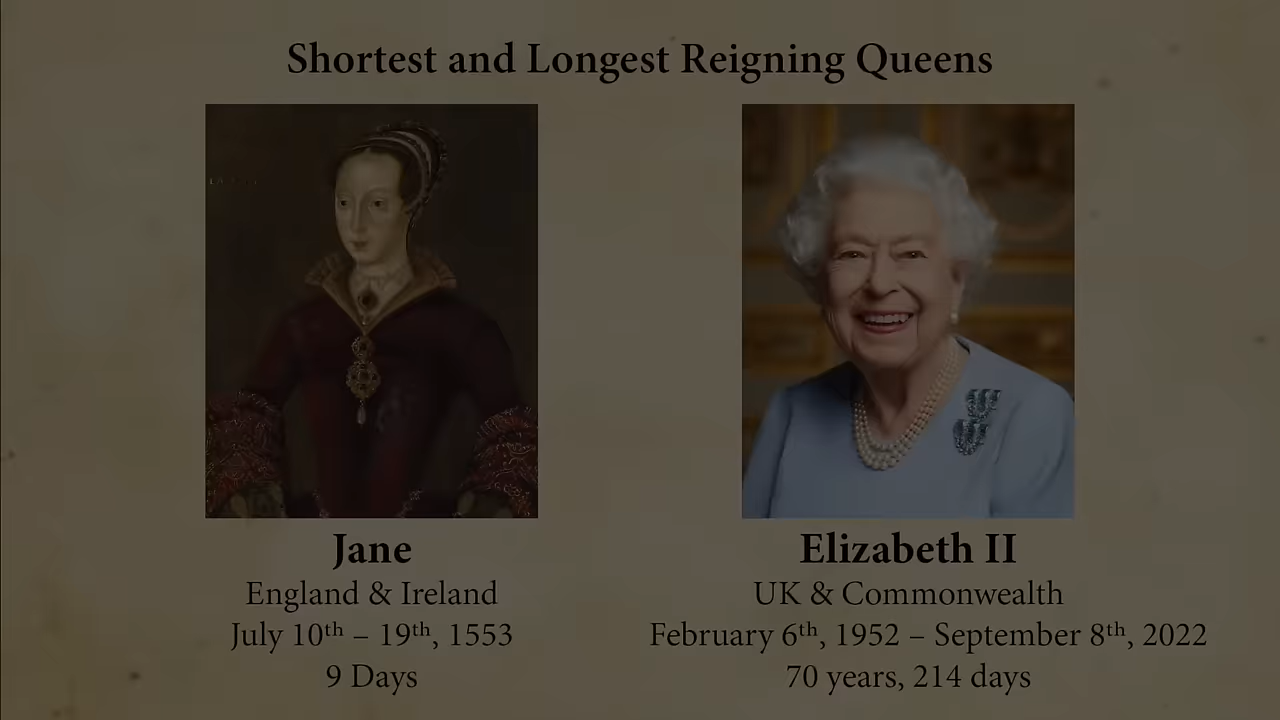 Shortest and Longest Reigning Queens
Jane
England & Ireland
July 10ᵗʰ – 19ᵗʰ, 1553
9 Days
Elizabeth II
UK & Commonwealth
February 6ᵗʰ, 1952 – September 8ᵗʰ, 2022
70 years, 214 days